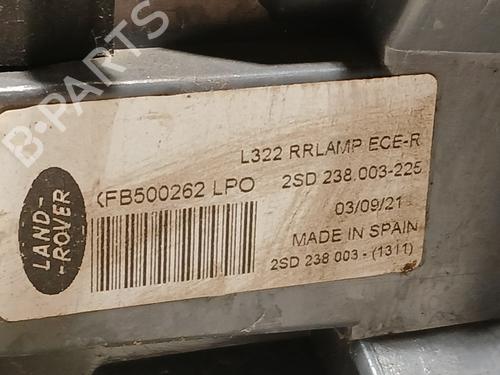 B-PARTS
LAND-
-ROVER
XFB500262 LPO
L322 RRLAMP ECE-R
2SD 238.003-225
03/09/21
MADE IN SPAIN
2SD 238 003 - (1311)